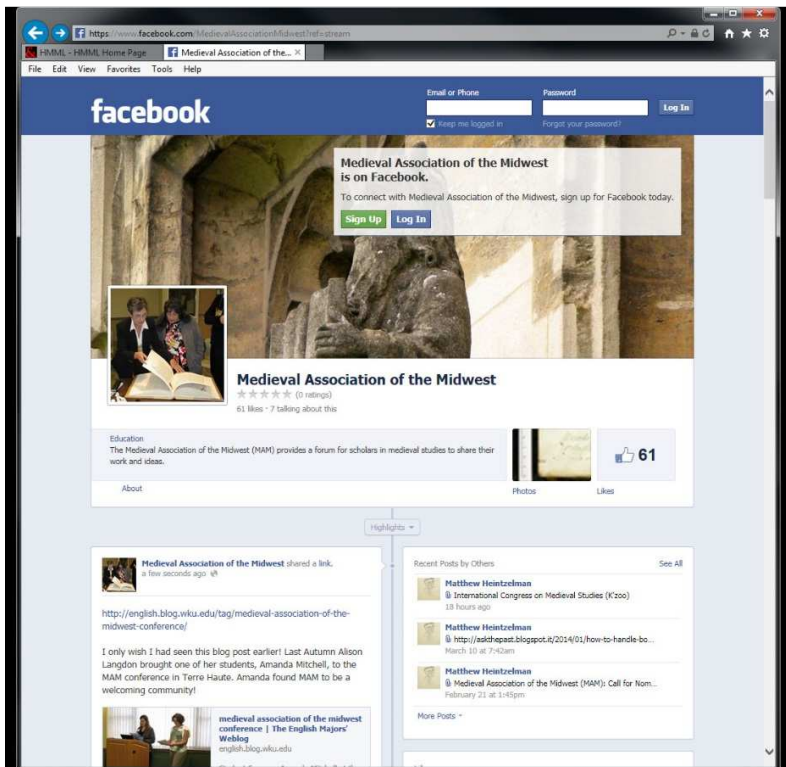 https://www.facebook.com/MedievalAssociationMidwest?ref=stream
HMML - HMML Home Page
Medieval Association of the...
File Edit View Favorites Tools Help
facebook
Email or Phone
Password
Log In
Keep me logged in
Forgot your password?
Medieval Association of the Midwest
is on Facebook.
To connect with Medieval Association of the Midwest, sign up for Facebook today.
Sign Up
Log In
Medieval Association of the Midwest
(0 ratings)
61 likes · 7 talking about this
Education
The Medieval Association of the Midwest (MAM) provides a forum for scholars in medieval studies to share their
work and ideas.
About
61
Photos
Likes
Highlights
Medieval Association of the Midwest shared a link.
a few seconds ago
http://english.blog.wku.edu/tag/medieval-association-of-the-
midwest-conference/
I only wish I had seen this blog post earlier! Last Autumn Alison
Langdon brought one of her students, Amanda Mitchell, to the
MAM conference in Terre Haute. Amanda found MAM to be a
welcoming community!
medieval association of the midwest
conference | The English Majors'
Weblog
english.blog.wku.edu
Recent Posts by Others
See All
Matthew Heintzelman
International Congress on Medieval Studies (K'zoo)
18 hours ago
Matthew Heintzelman
http://askthepast.blogspot.it/2014/01/how-to-handle-bo...
March 10 at 7:42am
Matthew Heintzelman
Medieval Association of the Midwest (MAM): Call for Nom...
February 21 at 1:45pm
More Posts